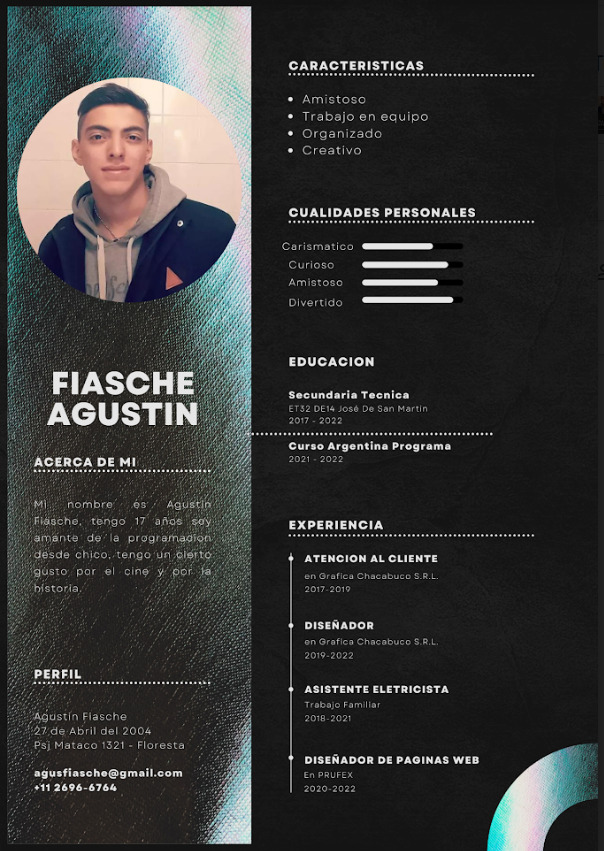 FIASCHE
AGUSTIN
ACERCA DE MI
Mi nombre es Agustin
Fiasche, tengo 17 años soy
amante de la programacion
desde chico, tengo un cierto
gusto por el cine y por la
historia.
PERFIL
Agustin Fiasche
27 de Abril del 2004
Psj Mataco 1321 - Floresta
agusfiasche@gmail.com
+11 2696-6764
CARACTERISTICAS
Amistoso
Trabajo en equipo
Organizado
Creativo
CUALIDADES PERSONALES
Carismatico
Curioso
Amistoso
Divertido
EDUCACION
Secundaria Tecnica
ET32 DE14 José De San Martin
2017 - 2022
Curso Argentina Programa
2021 - 2022
EXPERIENCIA
ATENCION AL CLIENTE
en Grafica Chacabuco S.R.L.
2017-2019
DISEÑADOR
en Grafica Chacabuco S.R.L.
2019-2022
ASISTENTE ELETRICISTA
Trabajo Familiar
2018-2021
DISEÑADOR DE PAGINAS WEB
En PRUFEX
2020-2022